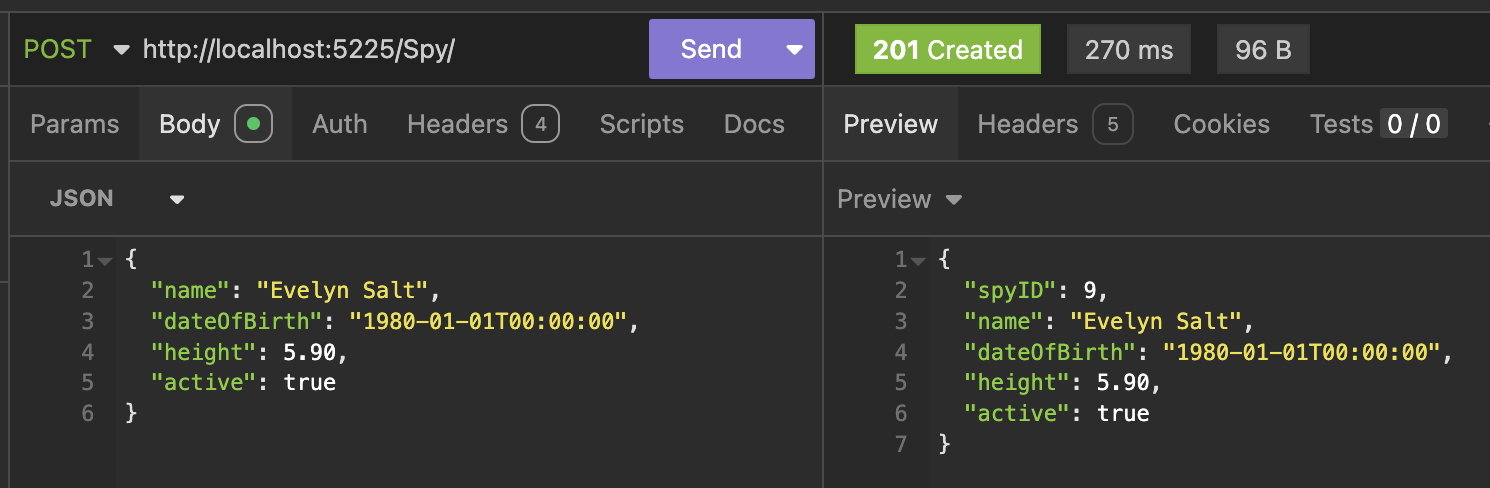 POST http://localhost:5225/Spy/ Send
201 Created 270 ms 96 B
Params Body Auth Headers 4 Scripts Docs
Preview Headers 5 Cookies Tests 0 / 0
JSON
Preview
1 {
2 "name": "Evelyn Salt",
3 "dateOfBirth": "1980-01-01T00:00:00",
4 "height": 5.90,
5 "active": true
6 }
1 {
2 "spyID": 9,
3 "name": "Evelyn Salt",
4 "dateOfBirth": "1980-01-01T00:00:00",
5 "height": 5.90,
6 "active": true
7 }